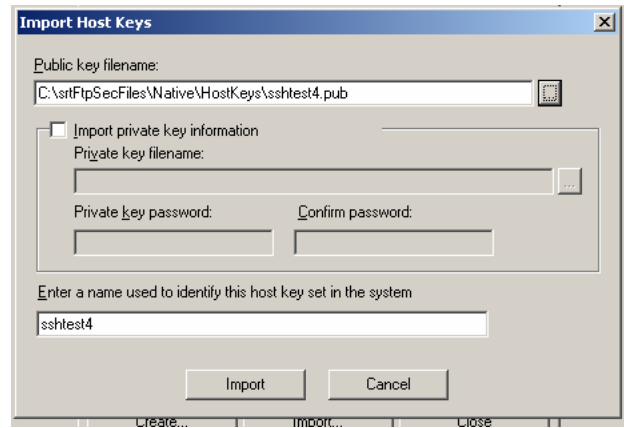 Import Host Keys
Public key filename:
C:\srtFtpSecFiles\Native\HostKeys\sshtest4.pub
...
Import private key information
Private key filename:
...
Private key password: Confirm password:
Enter a name used to identify this host key set in the system
sshtest4
Import Cancel
Create... Import... Close